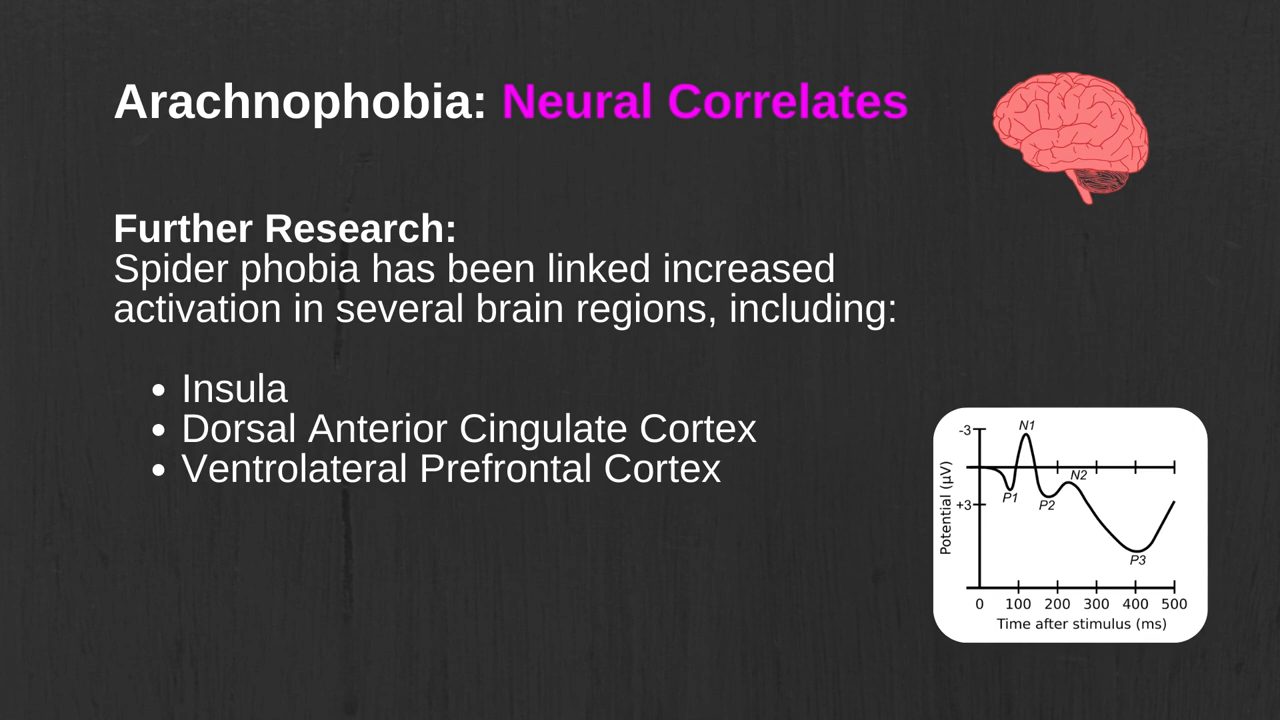 Arachnophobia: Neural Correlates
Further Research:
Spider phobia has been linked increased
activation in several brain regions, including:
• Insula
• Dorsal Anterior Cingulate Cortex
• Ventrolateral Prefrontal Cortex
-3
+3
Potential (µV)
N1
P1
N2
P2
P3
0 100 200 300 400 500
Time after stimulus (ms)